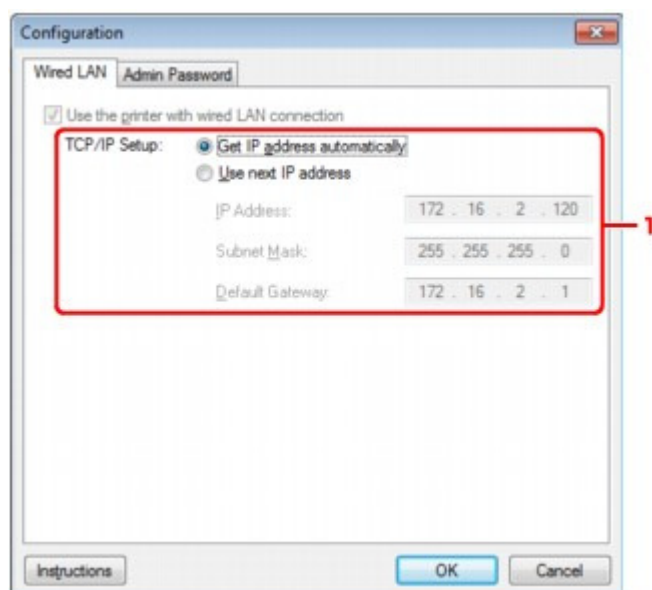 Configuration
Wired LAN
Admin Password
Use the printer with wired LAN connection
TCP/IP Setup:
Get IP address automatically
Use next IP address
IP Address: 172 . 16 . 2 . 120
1
Subnet Mask: 255 . 255 . 255 . 0
Default Gateway: 172 . 16 . 2 . 1
Instructions
OK
Cancel